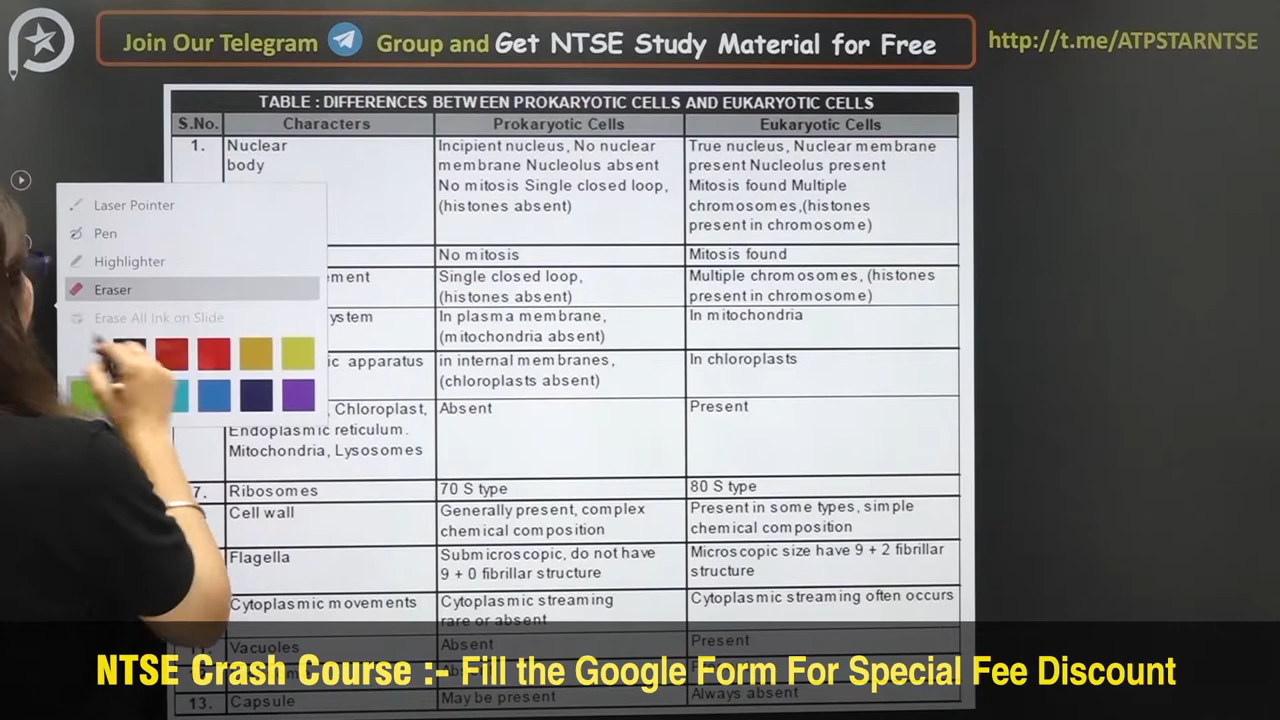 Join Our Telegram Group and Get NTSE Study Material for Free
http://t.me/ATPSTARNTSE
TABLE : DIFFERENCES BETWEEN PROKARYOTIC CELLS AND EUKARYOTIC CELLS
S.No. Characters Prokaryotic Cells Eukaryotic Cells
1. Nuclear Incipient nucleus, No nuclear True nucleus, Nuclear membrane
body membrane Nucleolus absent present Nucleolus present
No mitosis Single closed loop, Mitosis found Multiple
(histones absent) chromosomes,(histones
present in chromosome)
Laser Pointer
Pen
Highlighter
Eraser
Erase All Ink on Slide
No mitosis Mitosis found
ement Single closed loop, Multiple chromosomes, (histones
(histones absent) present in chromosome)
ystem In plasma membrane, In mitochondria
(mitochondria absent)
ic apparatus in internal membranes, In chloroplasts
(chloroplasts absent)
, Chloroplast, Absent Present
Endoplasmic reticulum.
Mitochondria, Lysosomes
7. Ribosomes 70 S type 80 S type
Cell wall Generally present, complex Present in some types, simple
chemical composition chemical composition
Flagella Submicroscopic, do not have Microscopic size have 9 + 2 fibrillar
9 + 0 fibrillar structure structure
Cytoplasmic movements Cytoplasmic streaming Cytoplasmic streaming often occurs
rare or absent
Vacuoles Absent Present
NTSE Crash Course :- Fill the Google Form For Special Fee Discount
13. Capsule May be present Always absent